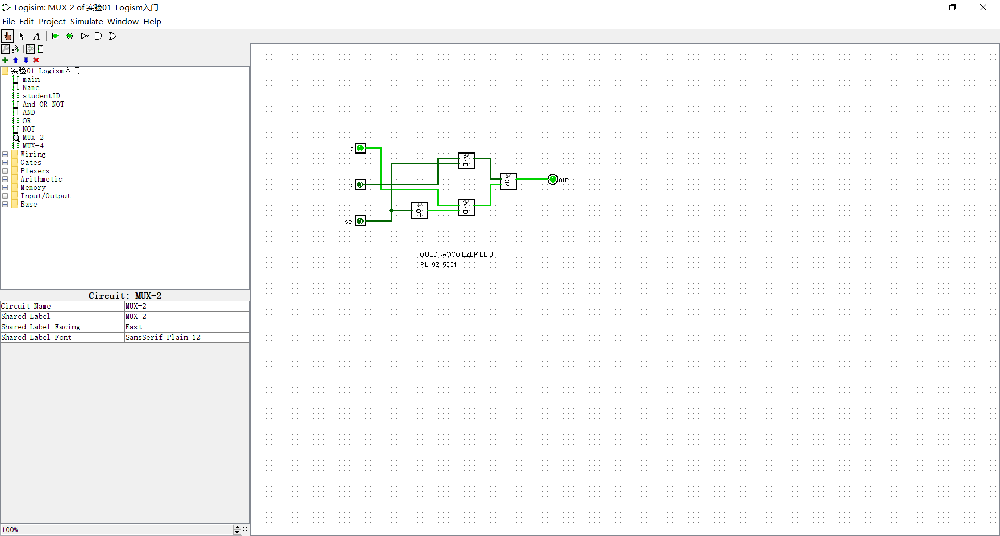 Logisim: MUX-2 of 实验01_Logism入门
File Edit Project Simulate Window Help
A
实验01_Logism入门
main
Name
studentID
And-OR-NOT
AND
OR
NOT
MUX-2
MUX-4
Wiring
Gates
Plexers
Arithmetic
Memory
Input/Output
Base
Circuit: MUX-2
Circuit Name MUX-2
Shared Label MUX-2
Shared Label Facing East
Shared Label Font SansSerif Plain 12
100%
a 1
b 0
sel 0
NOT
AND
AND
OR
1 out
OUEDRAOGO EZEKIEL B.
PL19215001